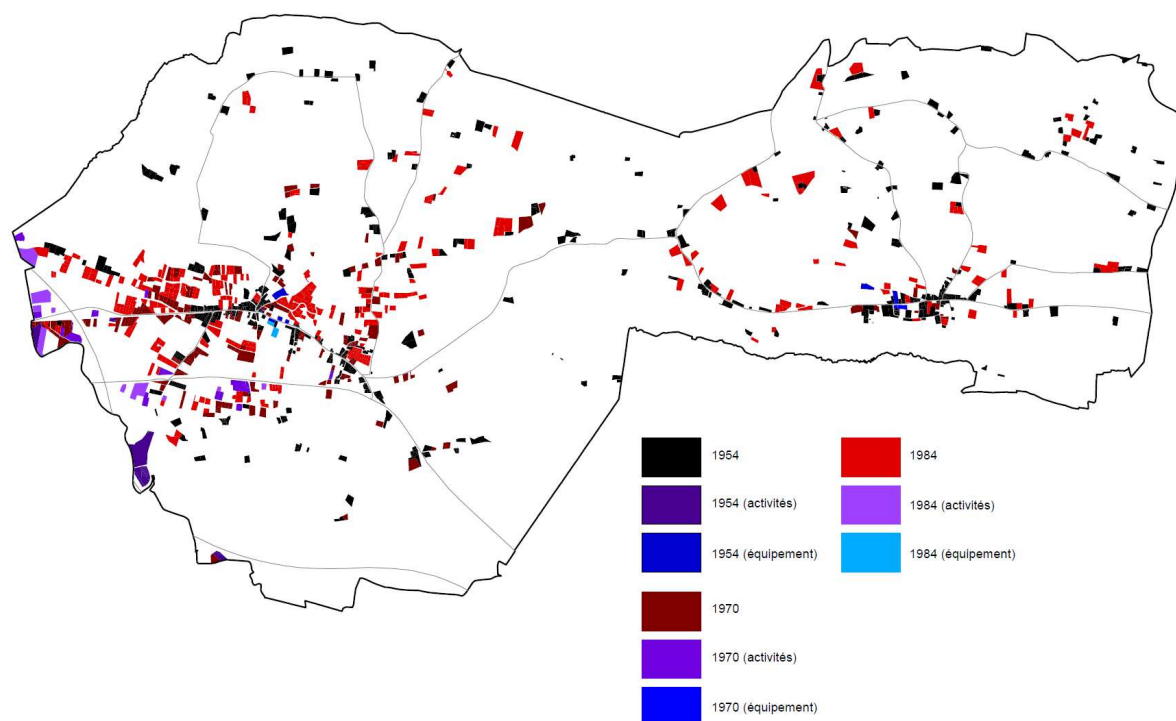 1954
1984
1954 (activités)
1984 (activités)
1954 (équipement)
1984 (équipement)
1970
1970 (activités)
1970 (équipement)